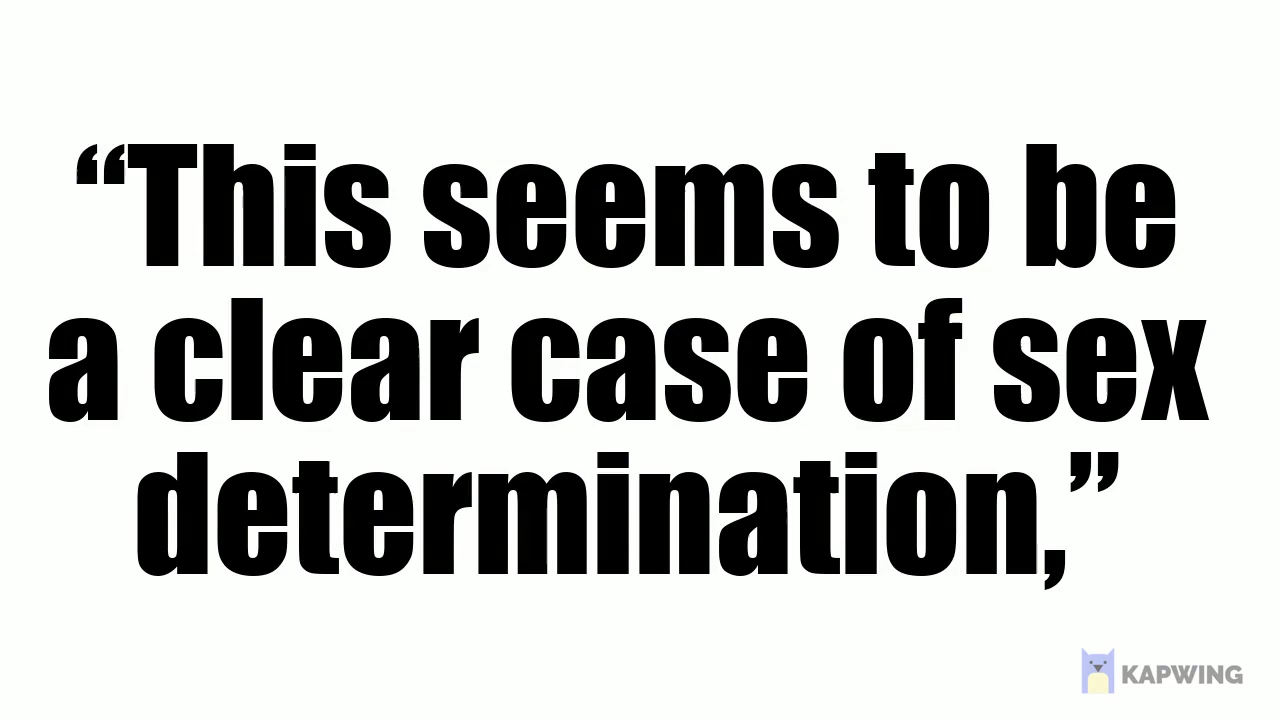 “This seems to be
a clear case of sex
determination,”
KAPWING